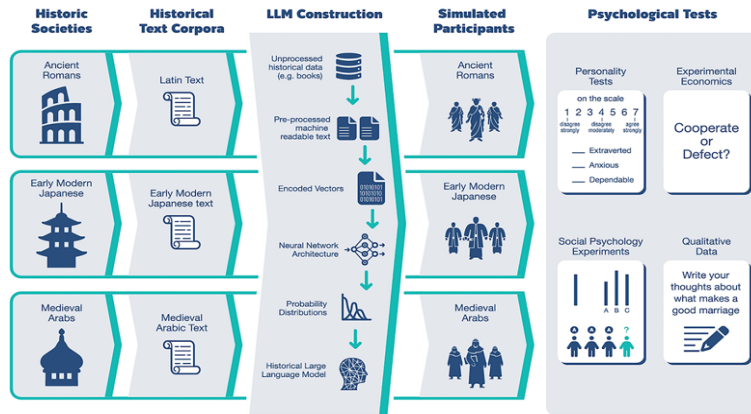 Historic
Societies
Historical
Text Corpora
LLM Construction
Simulated
Participants
Psychological Tests
Ancient
Romans
Latin Text
Unprocessed
historical data
(e.g. books)
Pre-processed
machine
readable text
Encoded Vectors
01010101
01010101
01010101
Neural Network
Architecture
Probability
Distributions
Historical Large
Language Model
Ancient
Romans
Early Modern
Japanese
Early Modern
Japanese text
Early Modern
Japanese
Medieval
Arabs
Medieval
Arabic Text
Medieval
Arabs
Personality
Tests
on the scale
1 2 3 4 5 6 7
disagree strongly
disagree moderately
agree strongly
Extraverted
Anxious
Dependable
Experimental
Economics
Cooperate
or
Defect?
Social Psychology
Experiments
A B C
A A A ?
Qualitative
Data
Write your
thoughts about
what makes a
good marriage